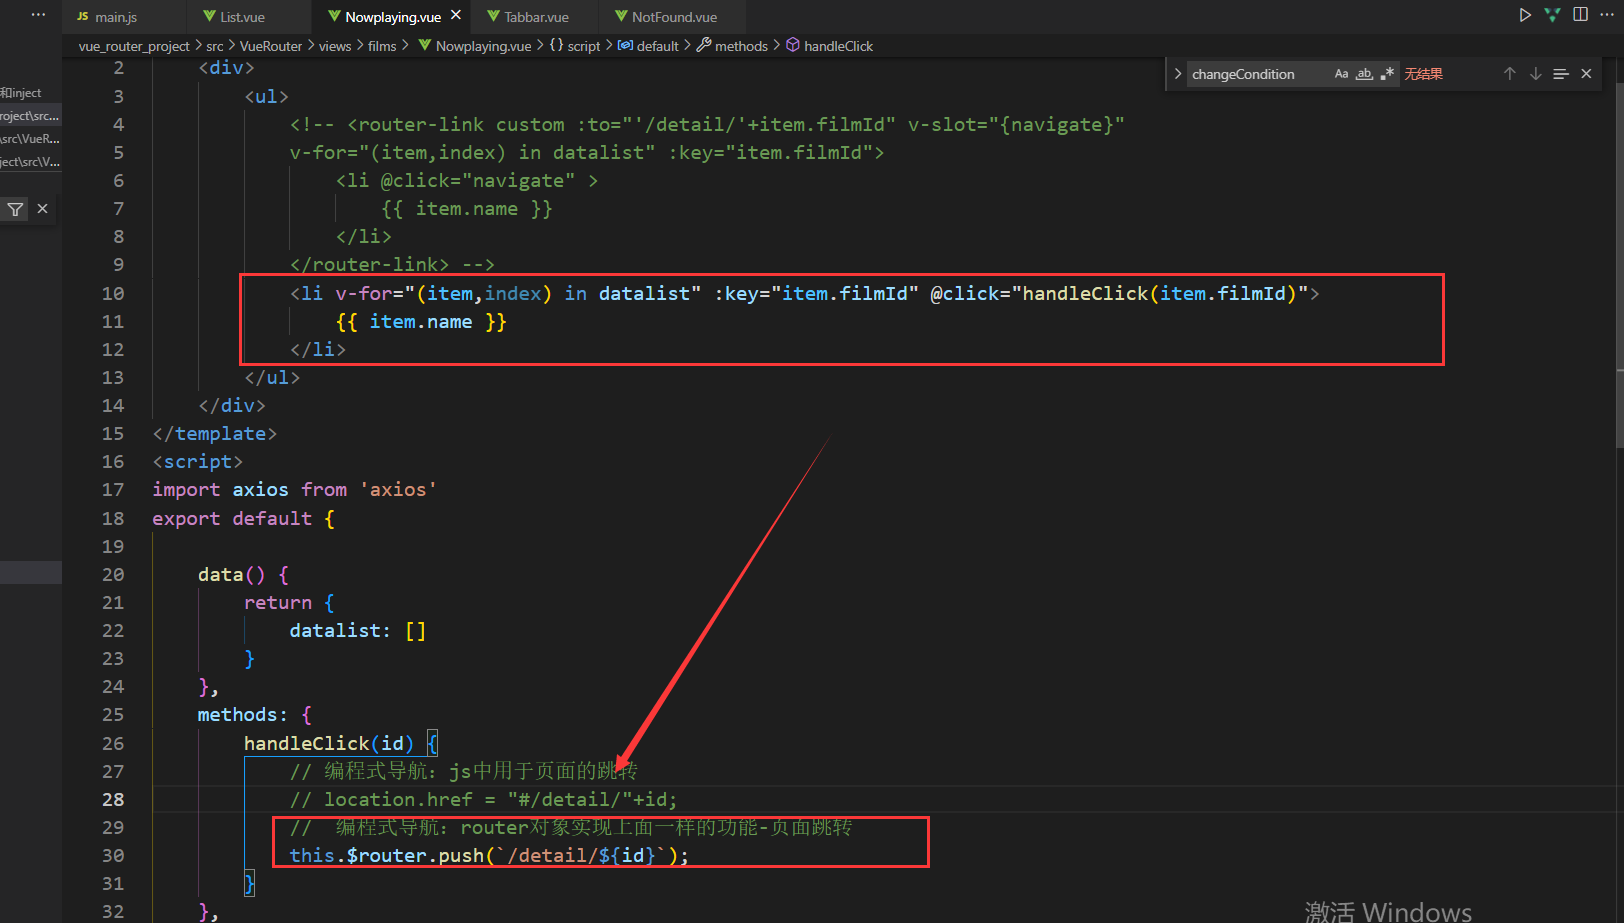 ···
JS main.js
List.vue
Nowplaying.vue ×
Tabbar.vue
NotFound.vue
···
vue_router_project > src > VueRouter > views > films > Nowplaying.vue > {} script > default > methods > handleClick
changeCondition
Aa ab .*
无结果
和inject
roject\src...
\src\VueR...
ject\src\V...
2 <div>
3 <ul>
4 <!-- <router-link custom :to="'/detail/'+item.filmId" v-slot="{navigate}"
5 v-for="(item,index) in datalist" :key="item.filmId">
6 <li @click="navigate" >
7 {{ item.name }}
8 </li>
9 </router-link> -->
10 <li v-for="(item,index) in datalist" :key="item.filmId" @click="handleClick(item.filmId)">
11 {{ item.name }}
12 </li>
13 </ul>
14 </div>
15 </template>
16 <script>
17 import axios from 'axios'
18 export default {
19
20 data() {
21 return {
22 datalist: []
23 }
24 },
25 methods: {
26 handleClick(id) {
27 // 编程式导航: js中用于页面的跳转
28 // location.href = "#/detail/"+id;
29 // 编程式导航: router对象实现上面一样的功能-页面跳转
30 this.$router.push(`/detail/${id}`);
31 }
32 },
激活 Windows